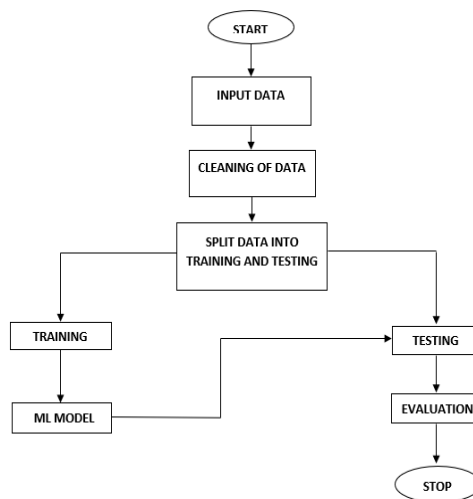 START
INPUT DATA
CLEANING OF DATA
SPLIT DATA INTO
TRAINING AND TESTING
TRAINING
TESTING
ML MODEL
EVALUATION
STOP